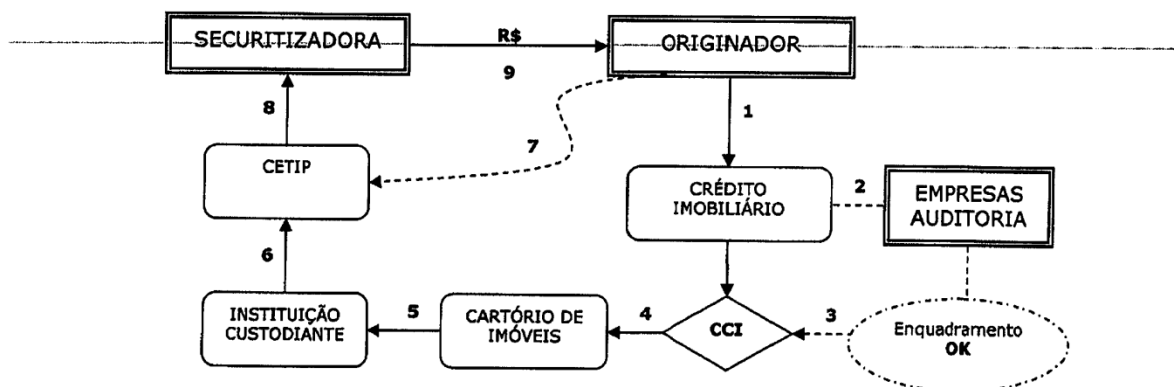 SECURITIZADORA
R$
ORIGINADOR
9
8
1
7
CETIP
CRÉDITO
IMOBILIÁRIO
2
EMPRESAS
AUDITORIA
6
INSTITUIÇÃO
CUSTODIANTE
5
CARTÓRIO DE
IMÓVEIS
4
CCI
3
Enquadramento
OK